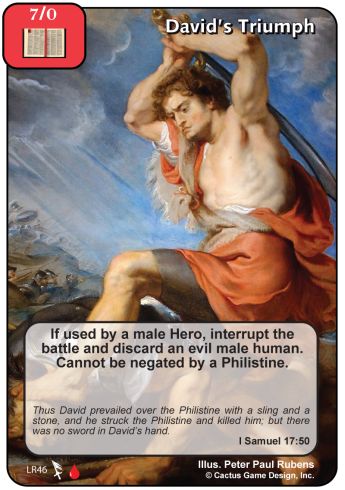 7/0
David's Triumph
If used by a male Hero, interrupt the
battle and discard an evil male human.
Cannot be negated by a Philistine.
Thus David prevailed over the Philistine with a sling and a
stone, and he struck the Philistine and killed him; but there
was no sword in David's hand.
I Samuel 17:50
LR46
Illus. Peter Paul Rubens
© Cactus Game Design, Inc.